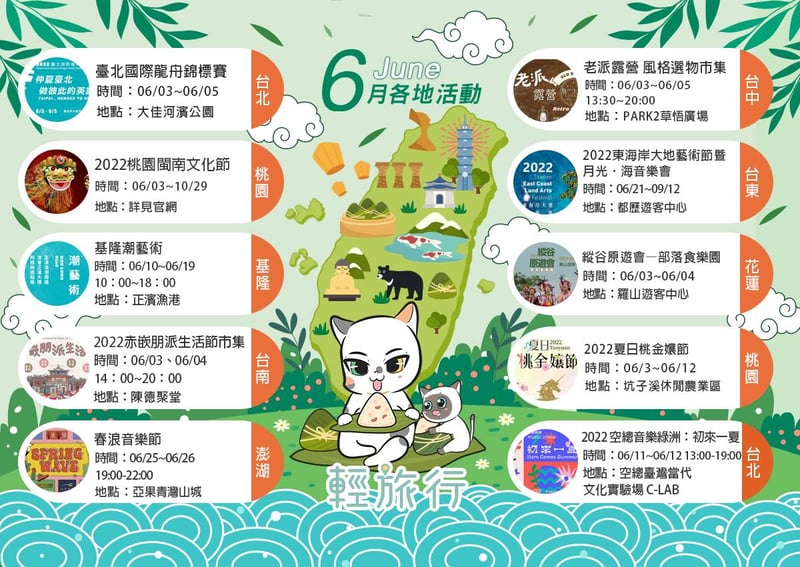 6
June
月各地活動
仲夏臺北
做彼此的英雄
6/3 - 6/5
臺北國際龍舟錦標賽
時間：06/03~06/05
地點：大佳河濱公園
台北
2022桃園閩南文化節
時間：06/03~10/29
地點：詳見官網
桃園
潮藝術
基隆潮藝術
時間：06/10~06/19
10：00~18：00
地點：正濱漁港
基隆
嵌朋派生活
2022赤嵌朋派生活節市集
時間：06/03、06/04
14：00~20：00
地點：陳德聚堂
台南
SPRING
WAVE
春浪音樂節
時間：06/25~06/26
19:00-22:00
地點：亞果青灣山城
澎湖
老派
露營
Retro
老派露營 風格選物市集
時間：06/03~06/05
13:30~20:00
地點：PARK2草悟廣場
台中
2022
Taiwan
East Coast
Land Arts
Festival
2022東海岸大地藝術節暨
月光．海音樂會
時間：06/21~09/12
地點：都歷遊客中心
台東
縱谷
原遊會
縱谷原遊會—部落食樂園
時間：06/03~06/04
地點：羅山遊客中心
花蓮
夏日2022
桃全孃節
2022夏日桃金孃節
時間：06/3~06/12
地點：坑子溪休閒農業區
桃園
初來一夏
Here Comes Summer
2022 空總音樂綠洲：初來一夏
時間：06/11~06/12 13:00-19:00
地點：空總臺灣當代
文化實驗場 C-LAB
台北
輕旅行